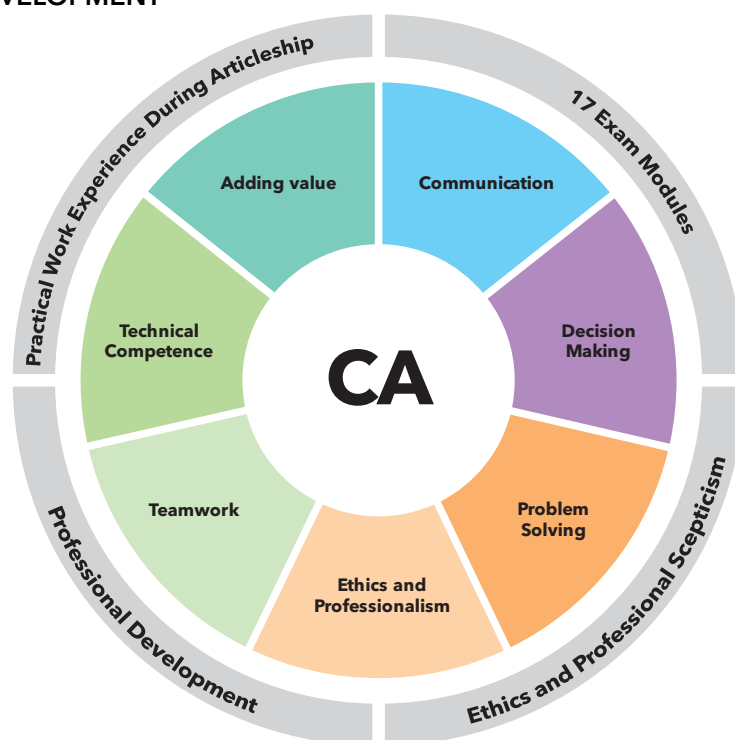 Practical Work Experience During Articleship
17 Exam Modules
Adding value
Communication
Technical
Competence
CA
Decision
Making
Teamwork
Problem
Solving
Ethics and
Professionalism
Professional Development
Ethics and Professional Scepticism